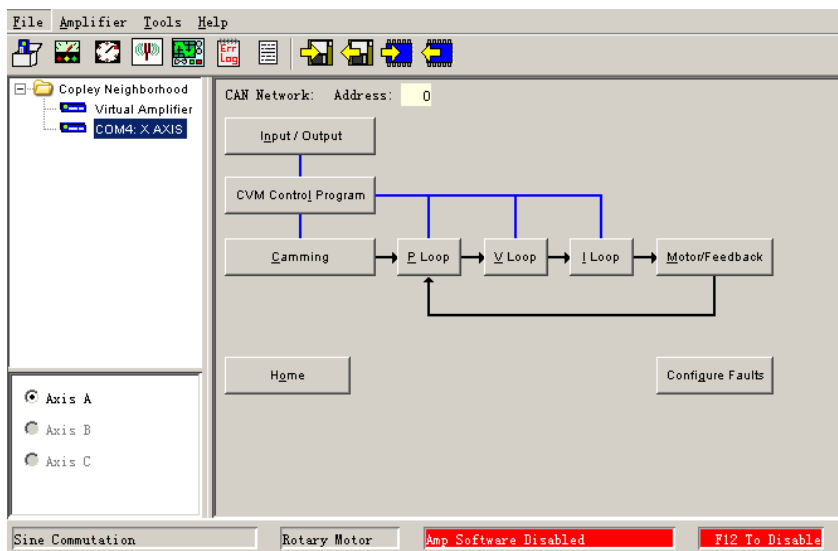 File Amplifier Tools Help
Err
Log
Copley Neighborhood
Virtual Amplifier
COM4: X AXIS
CAN Network: Address: 0
Input / Output
CVM Control Program
Camming
P Loop
V Loop
I Loop
Motor/Feedback
Home
Configure Faults
Axis A
Axis B
Axis C
Sine Commutation
Rotary Motor
Amp Software Disabled
F12 To Disable